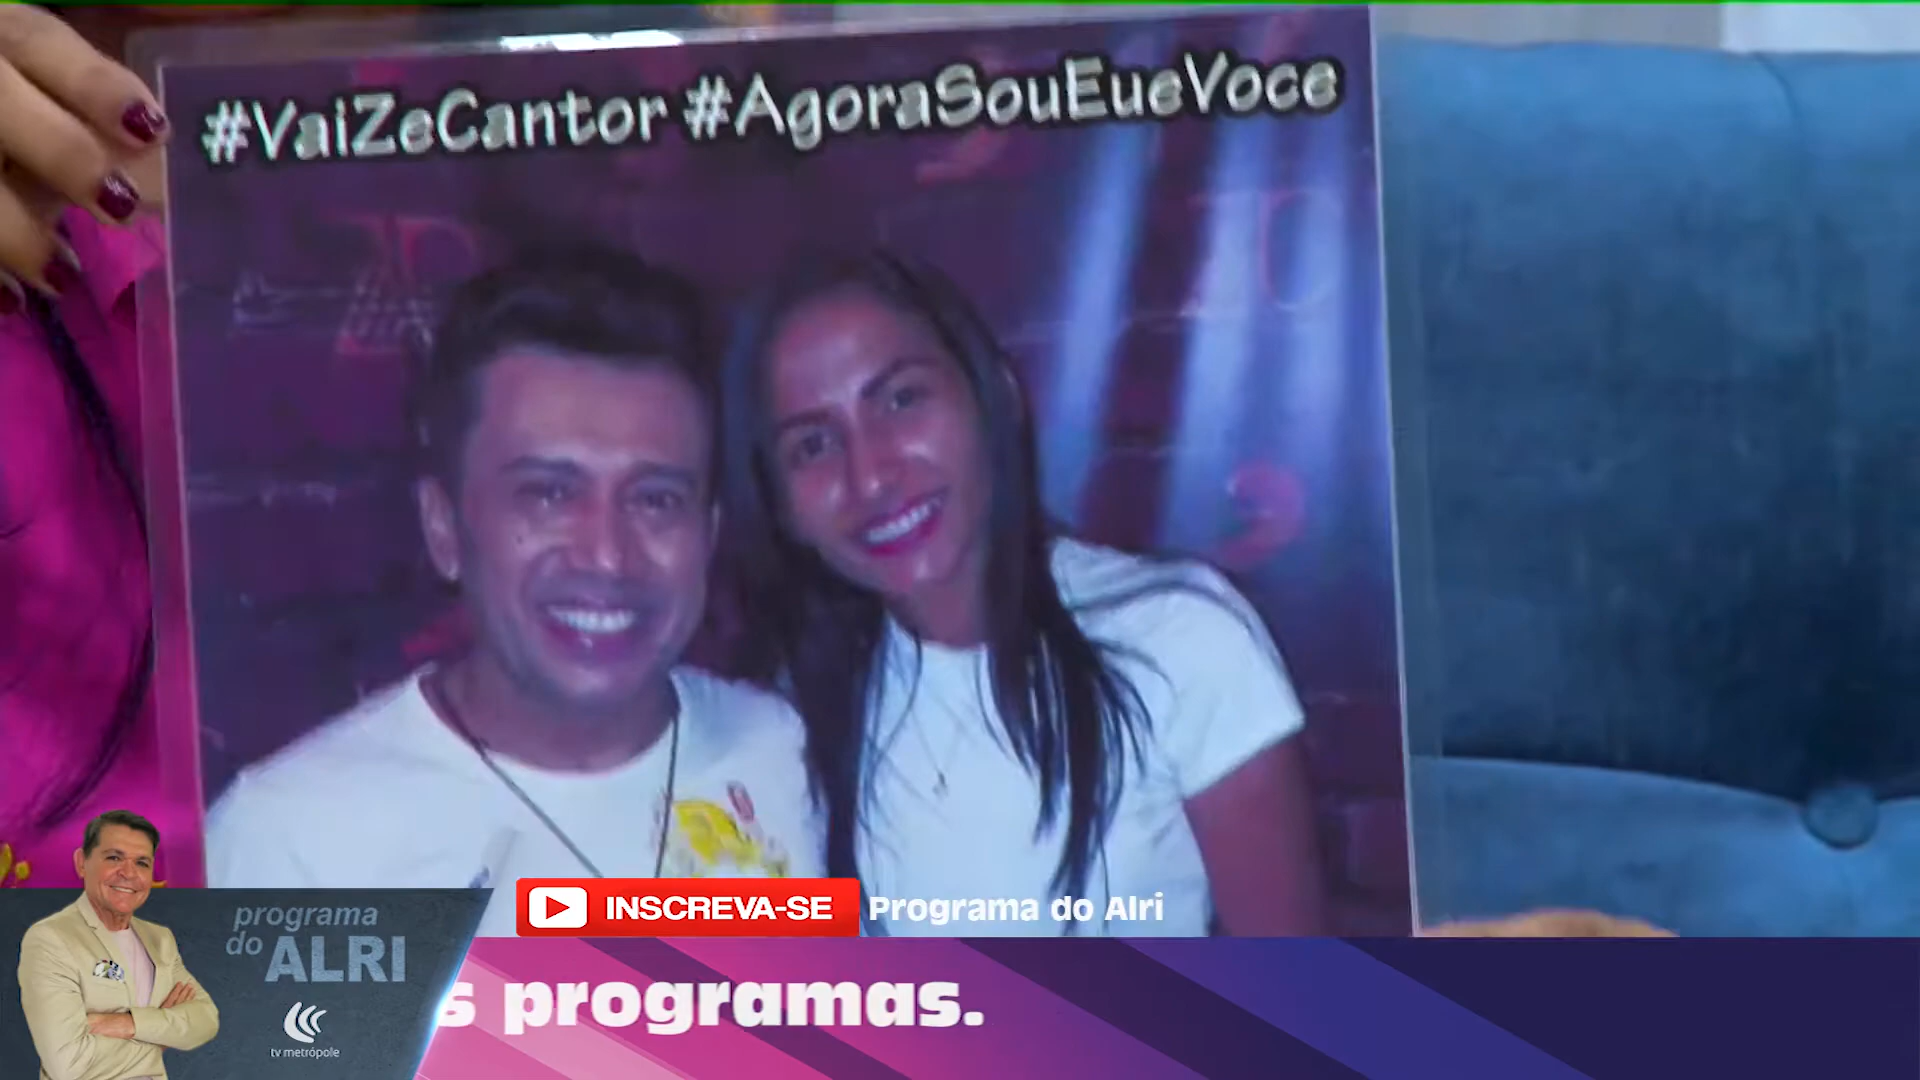 #VaiZeCantor #AgoraSouEueVoce
INSCREVA-SE Programa do Alri
programa
do ALRI
s programas.
tv metrópole